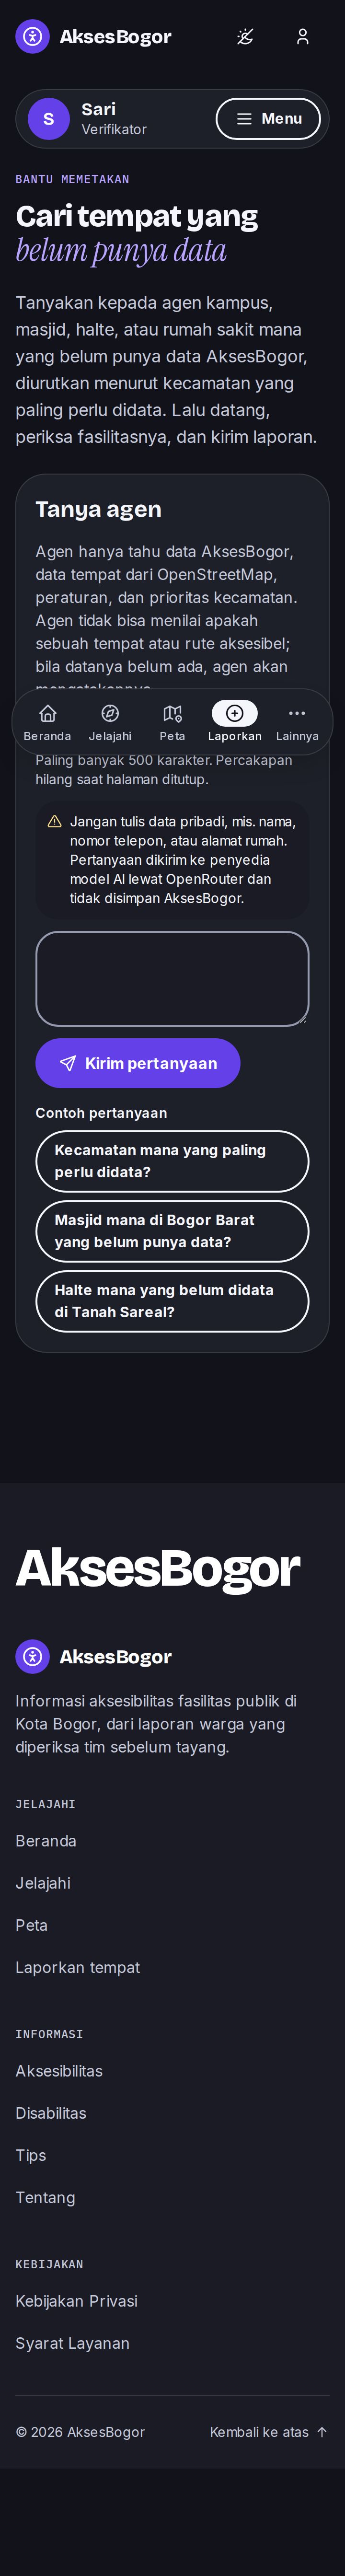 AksesBogor
S
Sari
Verifikator
Menu
BANTU MEMETAKAN
Cari tempat yang
belum punya data
Tanyakan kepada agen kampus,
masjid, halte, atau rumah sakit mana
yang belum punya data AksesBogor,
diurutkan menurut kecamatan yang
paling perlu didata. Lalu datang,
periksa fasilitasnya, dan kirim laporan.
Tanya agen
Agen hanya tahu data AksesBogor,
data tempat dari OpenStreetMap,
peraturan, dan prioritas kecamatan.
Agen tidak bisa menilai apakah
sebuah tempat atau rute aksesibel;
bila datanya belum ada, agen akan
Beranda
Jelajahi
Peta
Laporkan
Lainnya
Paling banyak 500 karakter. Percakapan
hilang saat halaman ditutup.
Jangan tulis data pribadi, mis. nama,
nomor telepon, atau alamat rumah.
Pertanyaan dikirim ke penyedia
model AI lewat OpenRouter dan
tidak disimpan AksesBogor.
Kirim pertanyaan
Contoh pertanyaan
Kecamatan mana yang paling
perlu didata?
Masjid mana di Bogor Barat
yang belum punya data?
Halte mana yang belum didata
di Tanah Sareal?
AksesBogor
AksesBogor
Informasi aksesibilitas fasilitas publik di
Kota Bogor, dari laporan warga yang
diperiksa tim sebelum tayang.
JELAJAHI
Beranda
Jelajahi
Peta
Laporkan tempat
INFORMASI
Aksesibilitas
Disabilitas
Tips
Tentang
KEBIJAKAN
Kebijakan Privasi
Syarat Layanan
© 2026 AksesBogor
Kembali ke atas ↑